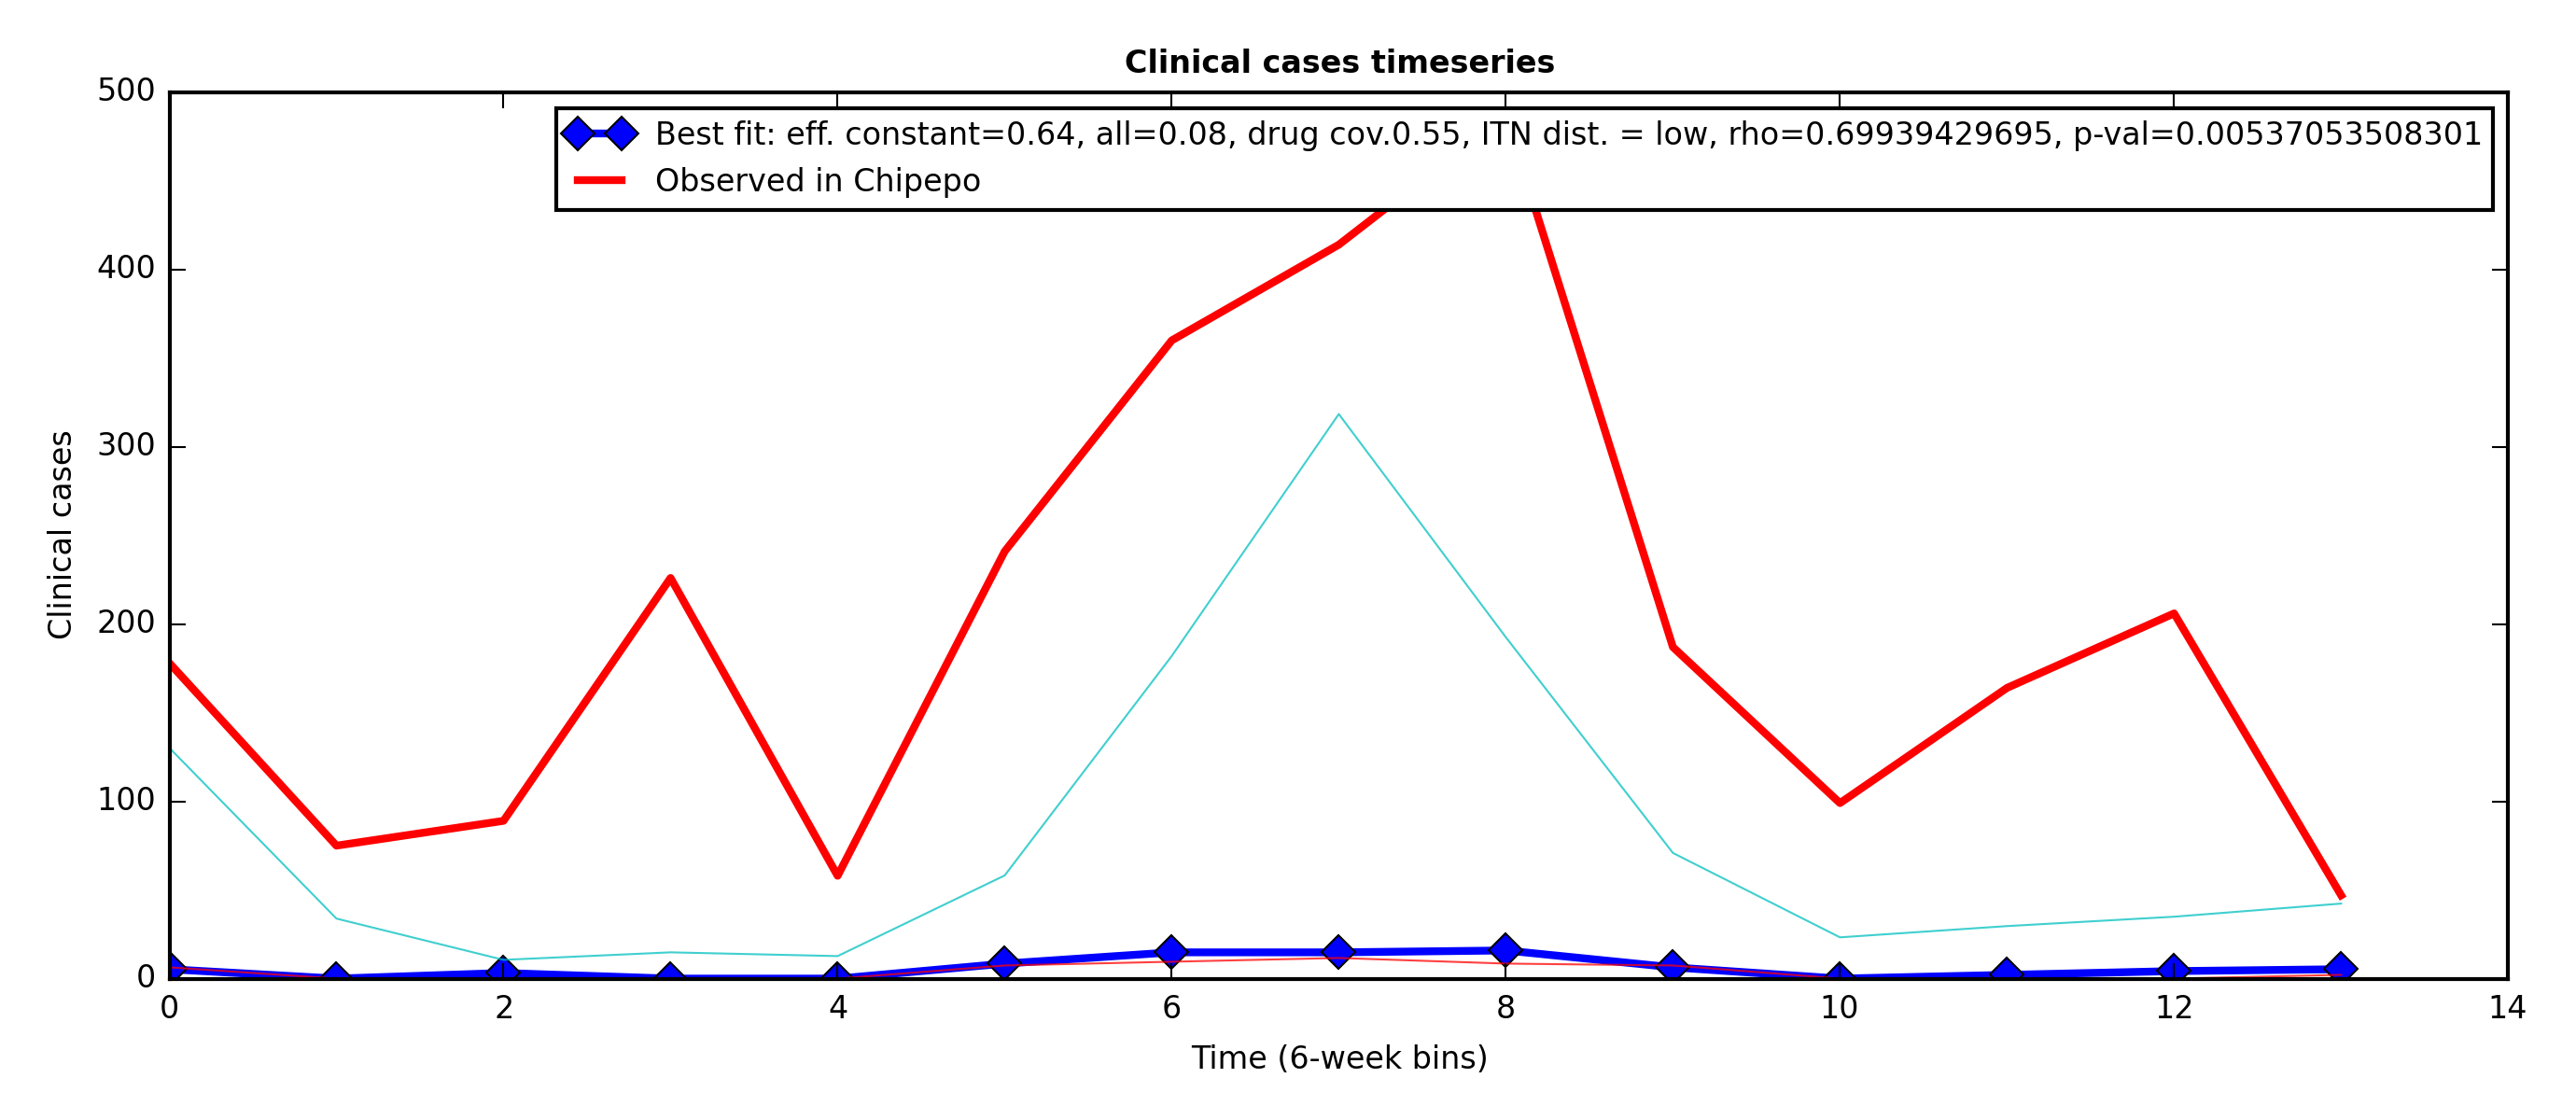 Clinical cases timeseries
Best fit: eff. constant=0.64, all=0.08, drug cov.0.55, ITN dist. = low, rho=0.69939429695, p-val=0.00537053508301
Observed in Chipepo
500
400
300
200
100
0
Clinical cases
0 2 4 6 8 10 12 14
Time (6-week bins)